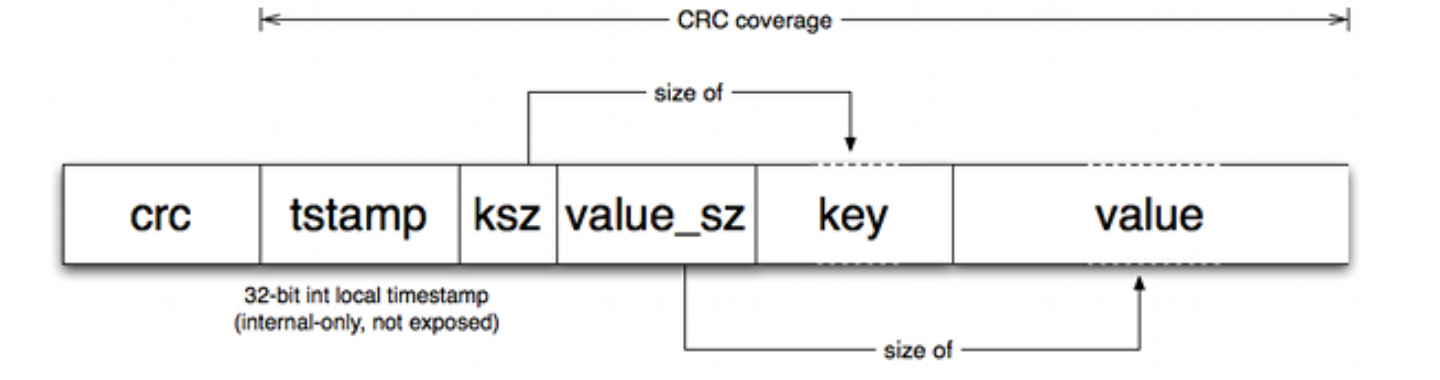 CRC coverage
size of
crc tstamp ksz value_sz key value
32-bit int local timestamp
(internal-only, not exposed)
size of